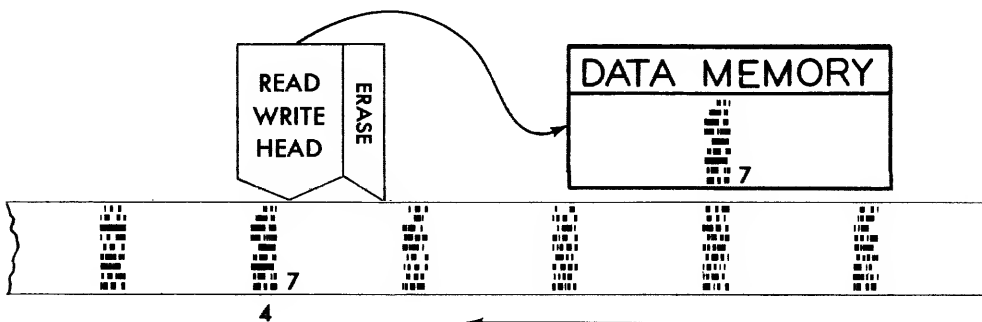 READ
WRITE
HEAD
ERASE
DATA MEMORY
7
7
4